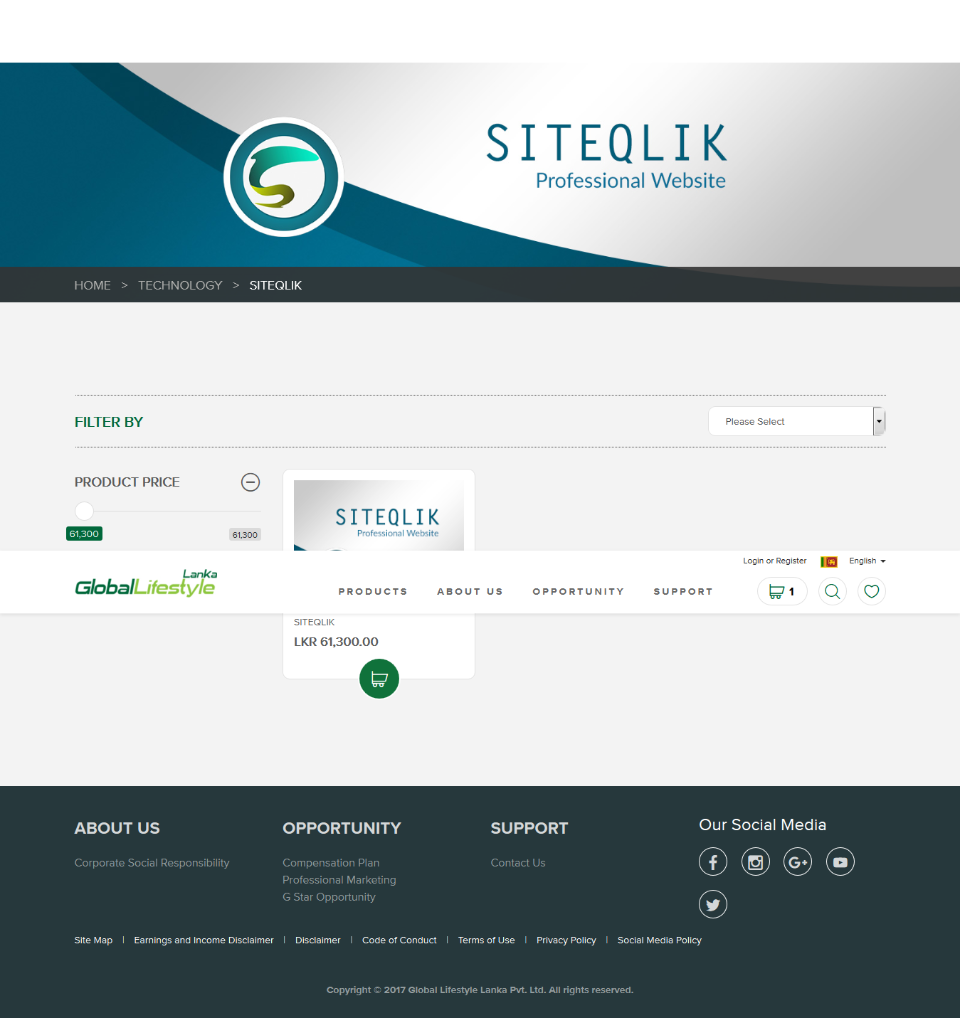 SITEQLIK
Professional Website
HOME > TECHNOLOGY > SITEQLIK
FILTER BY
Please Select
PRODUCT PRICE
61,300
61,300
SITEQLIK
Professional Website
Login or Register
English
Lanka
GlobalLifestyle
PRODUCTS ABOUT US OPPORTUNITY SUPPORT
1
SITEQLIK
LKR 61,300.00
ABOUT US
Corporate Social Responsibility
OPPORTUNITY
Compensation Plan
Professional Marketing
G Star Opportunity
SUPPORT
Contact Us
Our Social Media
Site Map | Earnings and Income Disclaimer | Disclaimer | Code of Conduct | Terms of Use | Privacy Policy | Social Media Policy
Copyright © 2017 Global Lifestyle Lanka Pvt. Ltd. All rights reserved.